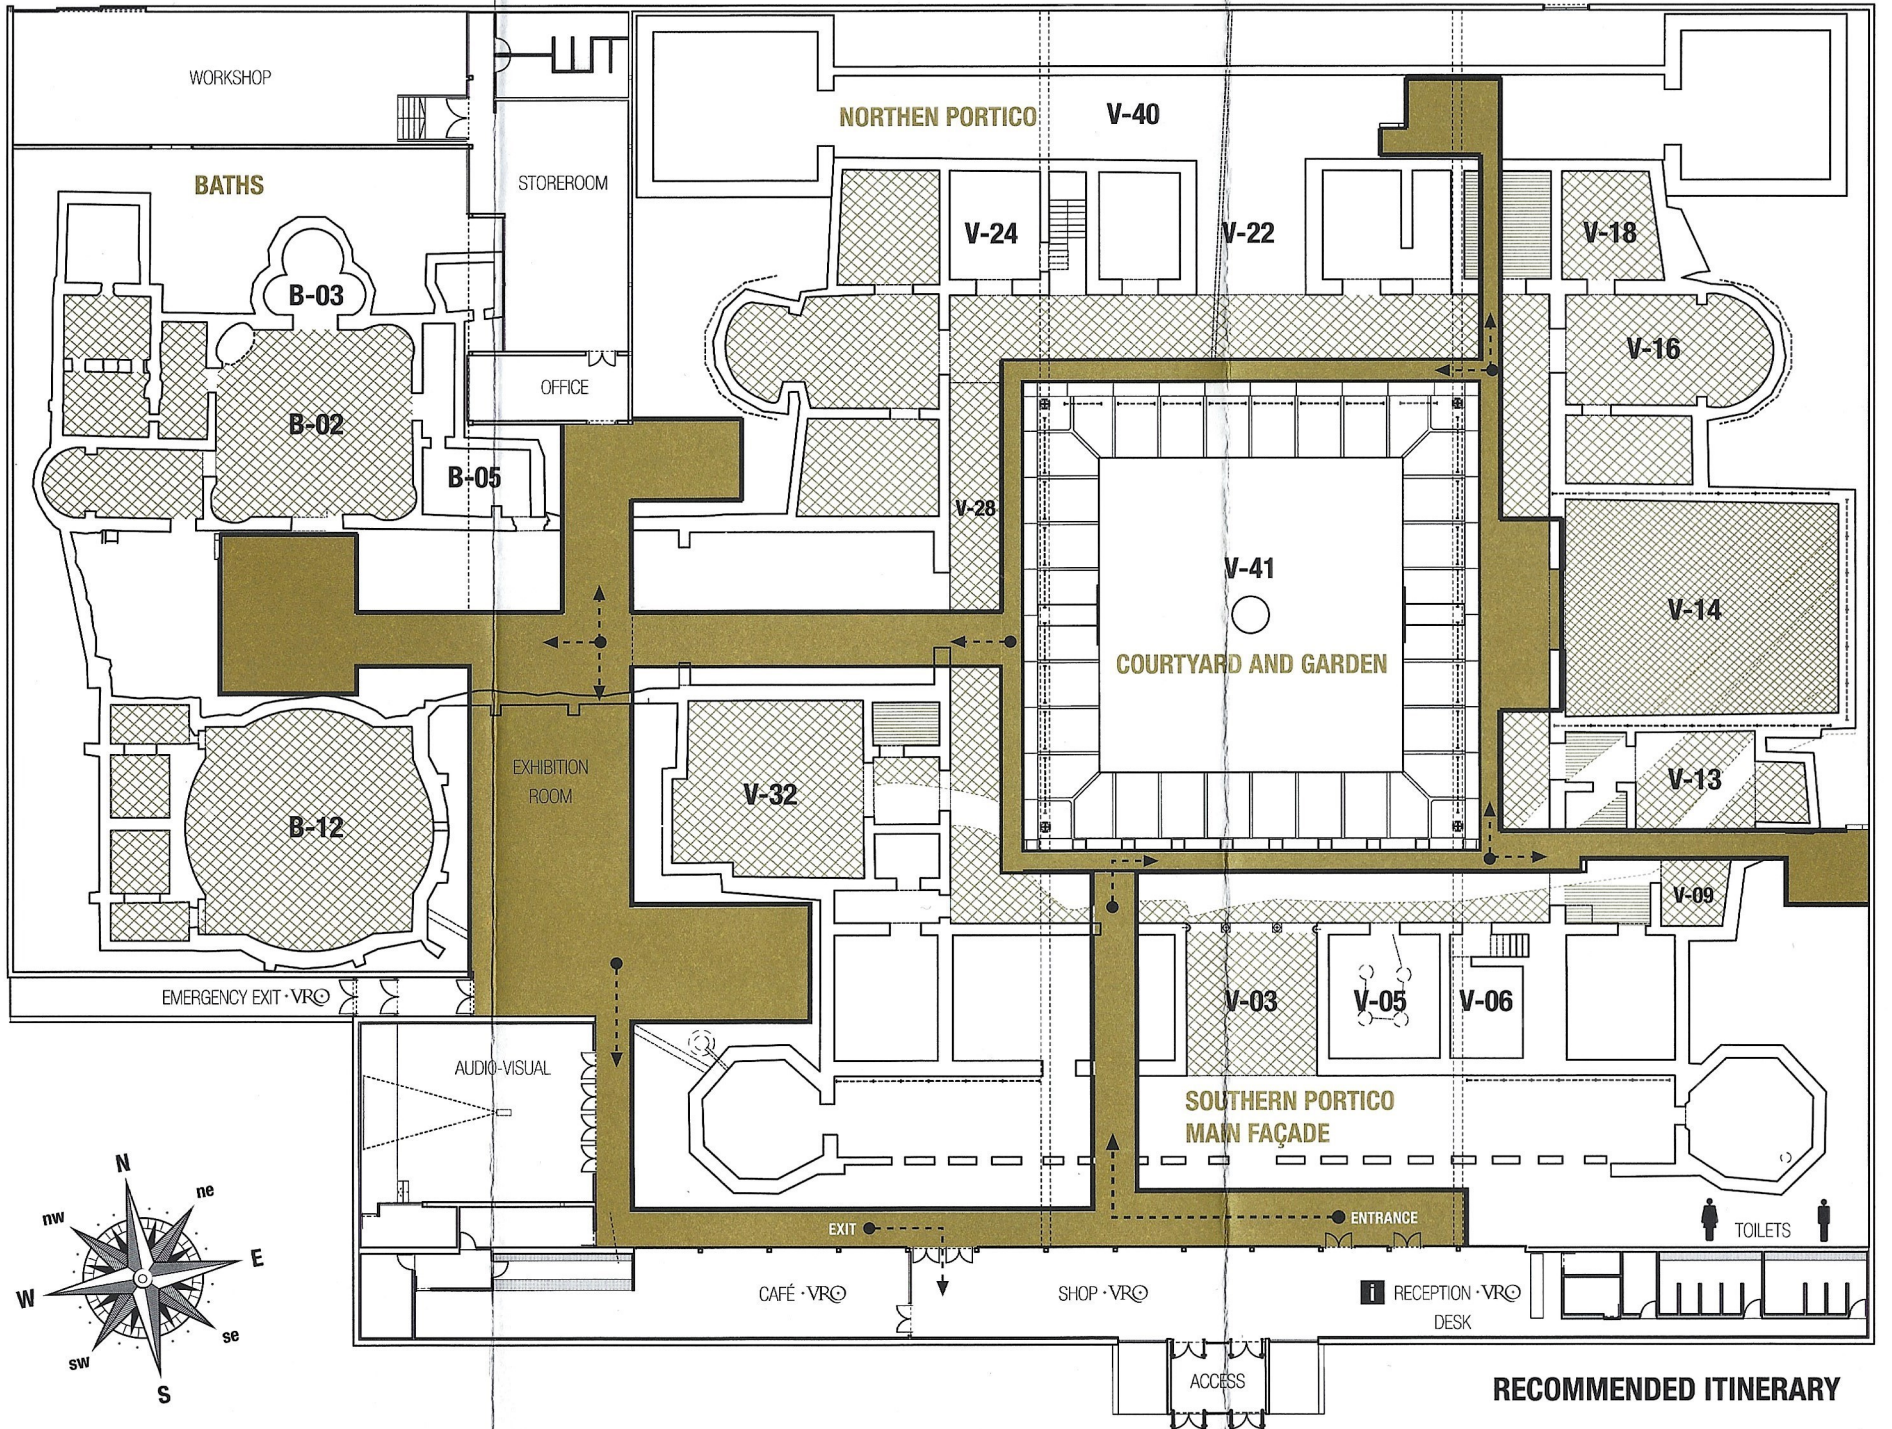 WORKSHOP
NORTHEN PORTICO
V-40
BATHS
STOREROOM
V-24
V-22
V-18
B-03
V-16
OFFICE
B-02
B-05
V-28
V-41
V-14
COURTYARD AND GARDEN
EXHIBITION
ROOM
V-32
V-13
B-12
V-09
EMERGENCY EXIT · VRO
V-03
V-05
V-06
AUDIO-VISUAL
SOUTHERN PORTICO
MAIN FAÇADE
EXIT
ENTRANCE
TOILETS
CAFÉ · VRO
SHOP · VRO
i RECEPTION · VRO
DESK
ACCESS
N
ne
E
se
S
sw
W
nw
RECOMMENDED ITINERARY